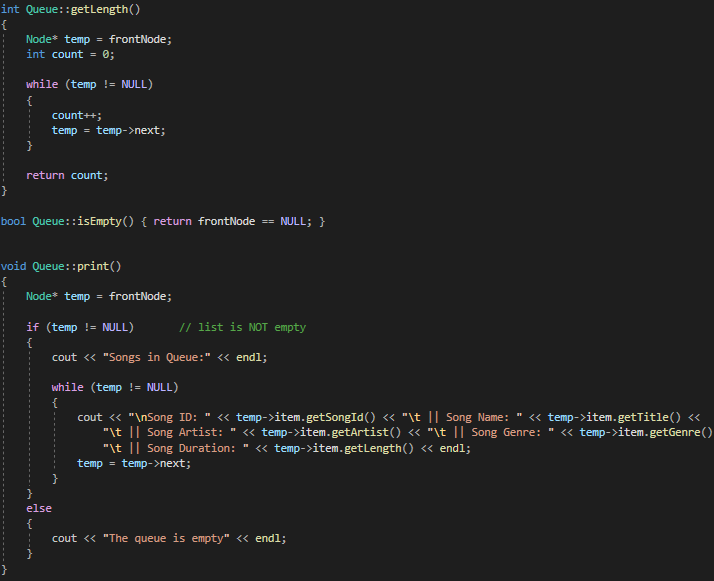 int Queue::getLength()
{
    Node* temp = frontNode;
    int count = 0;

    while (temp != NULL)
    {
        count++;
        temp = temp->next;
    }

    return count;
}

bool Queue::isEmpty() { return frontNode == NULL; }


void Queue::print()
{
    Node* temp = frontNode;

    if (temp != NULL)       // list is NOT empty
    {
        cout << "Songs in Queue:" << endl;

        while (temp != NULL)
        {
            cout << "\nSong ID: " << temp->item.getSongId() << "\t || Song Name: " << temp->item.getTitle() <<
                "\t || Song Artist: " << temp->item.getArtist() << "\t || Song Genre: " << temp->item.getGenre()
                "\t || Song Duration: " << temp->item.getLength() << endl;
            temp = temp->next;
        }
    }
    else
    {
        cout << "The queue is empty" << endl;
    }
}